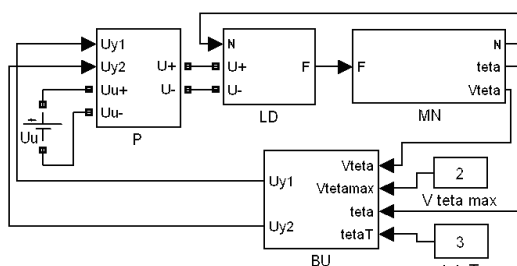 Uy1
Uy2
Uu+
Uu-
U+
U-
P
Uu
N
U+
U-
F
LD
F
N
teta
Vteta
MN
Uy1
Uy2
Vteta
Vtetamax
teta
tetaT
BU
2
V teta max
3